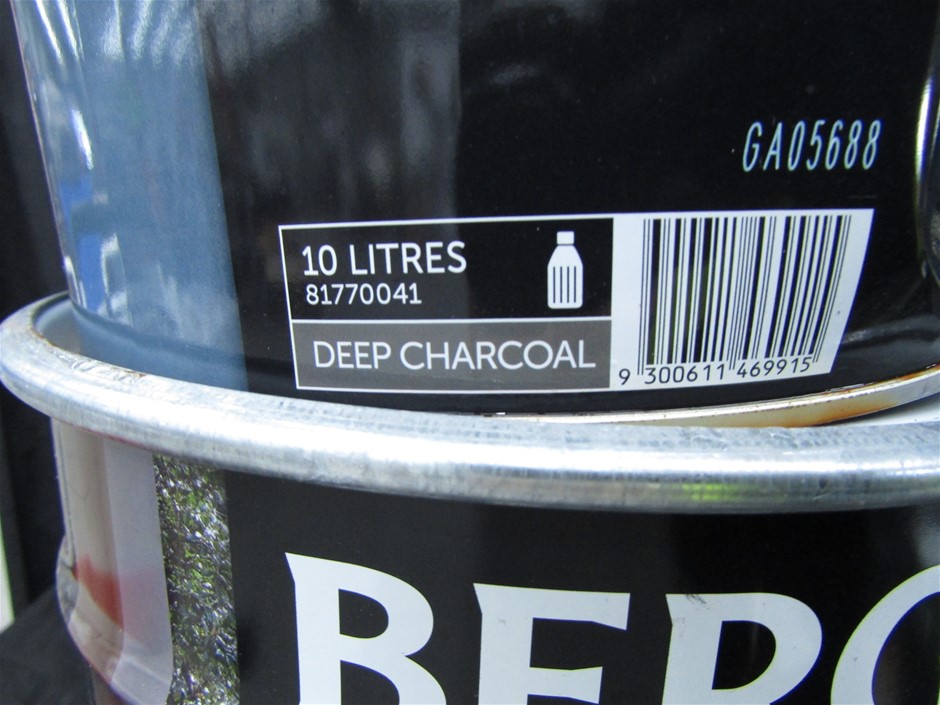 GA05688
10 LITRES
81770041
DEEP CHARCOAL
9 300611 469915